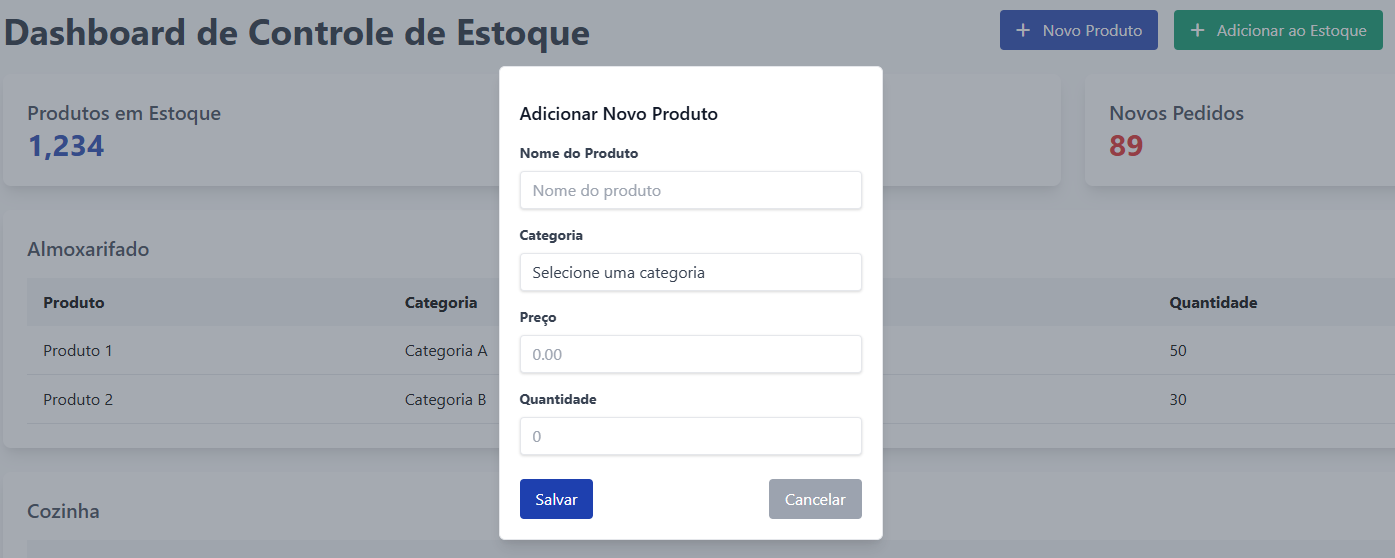 Dashboard de Controle de Estoque
+ Novo Produto
+ Adicionar ao Estoque
Produtos em Estoque
1,234
Novos Pedidos
89
Adicionar Novo Produto
Nome do Produto
Nome do produto
Categoria
Selecione uma categoria
Preço
0.00
Quantidade
0
Salvar
Cancelar
Almoxarifado
Produto Categoria Quantidade
Produto 1 Categoria A 50
Produto 2 Categoria B 30
Cozinha